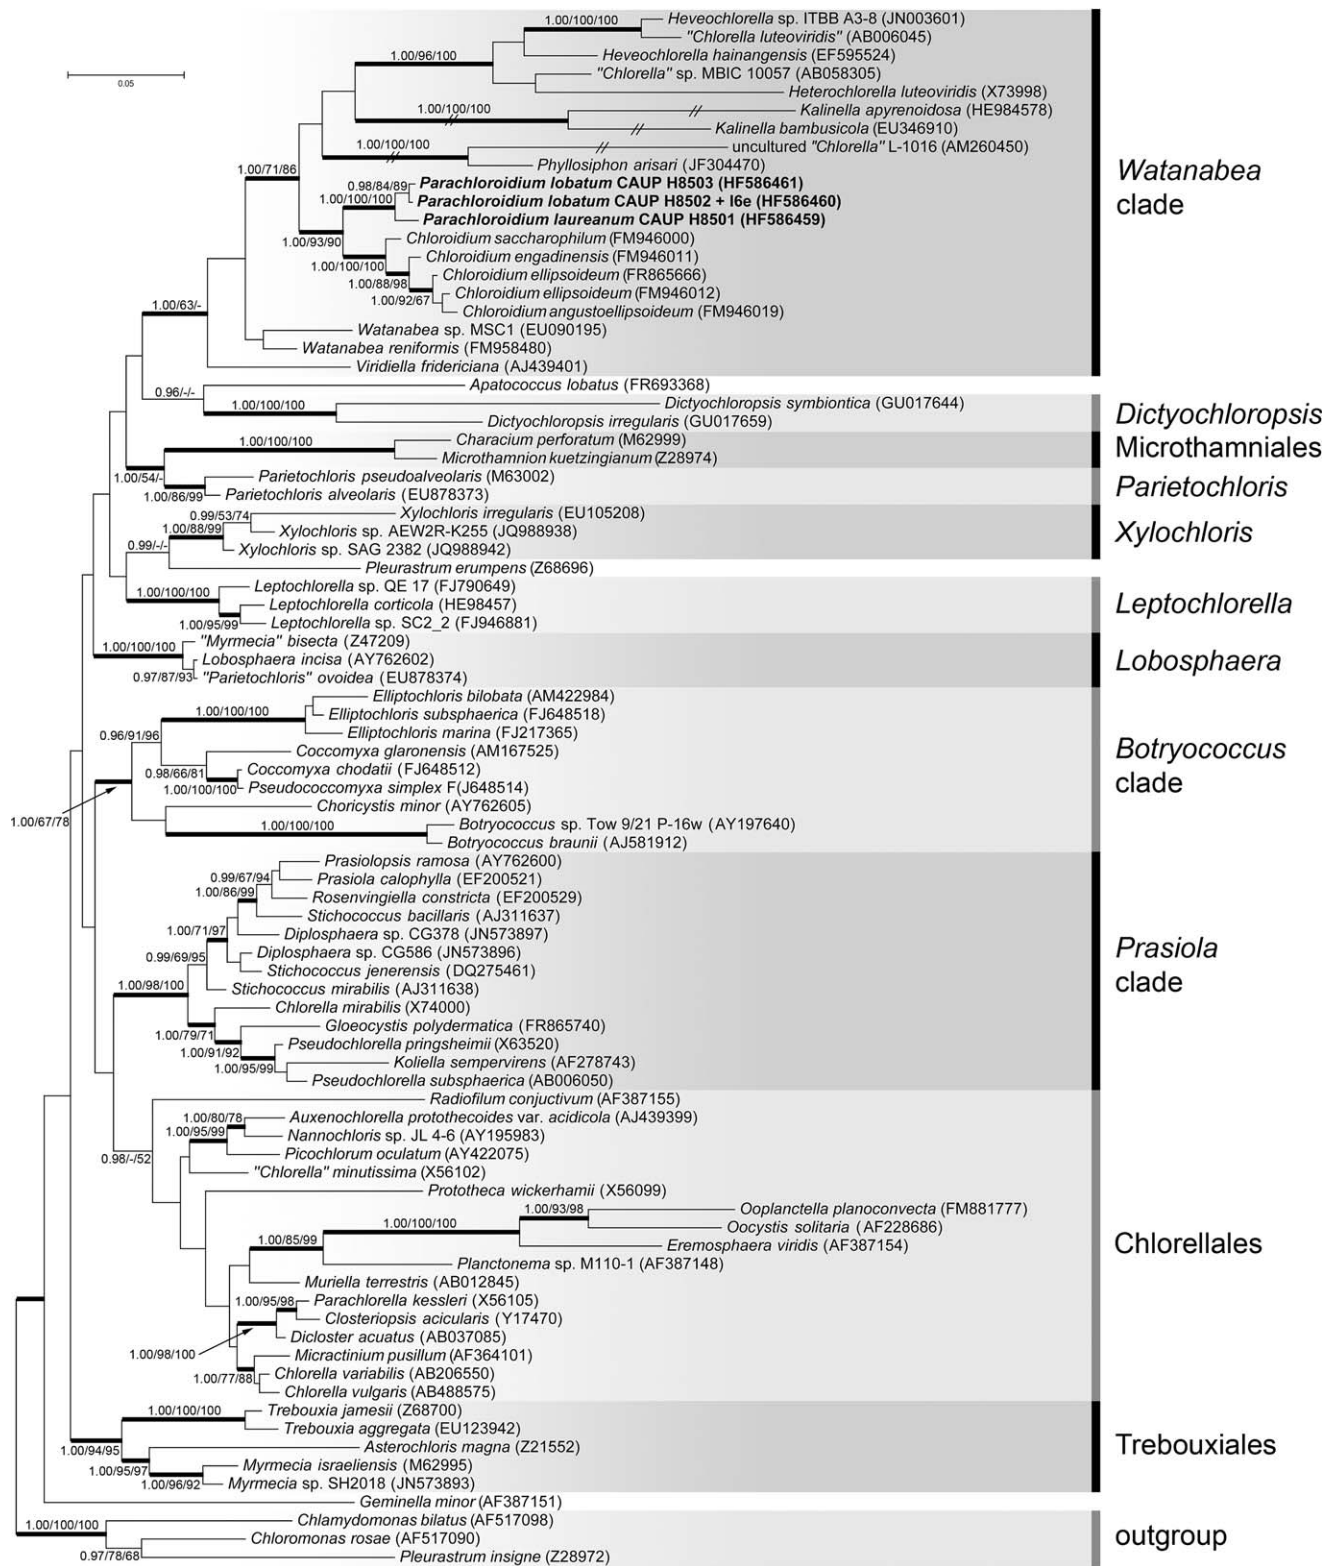 Heveochlorella sp. ITBB A3-8 (JN003601)
1.00/100/100
"Chlorella luteoviridis" (AB006045)
0.05
1.00/96/100
Heveochlorella hainangensis (EF595524)
"Chlorella" sp. MBIC 10057 (AB058305)
Heterochlorella luteoviridis (X73998)
1.00/100/100
Kalinella apyrenoidosa (HE984578)
Kalinella bambusicola (EU346910)
1.00/100/100
uncultured "Chlorella" L-1016 (AM260450)
1.00/71/86
Phyllosiphon arisari (JF304470)
Watanabea
clade
0.98/84/89
Parachloroidium lobatum CAUP H8503 (HF586461)
1.00/100/100
Parachloroidium lobatum CAUP H8502 + I6e (HF586460)
Parachloroidium laureanum CAUP H8501 (HF586459)
1.00/93/90
Chloroidium saccharophilum (FM946000)
1.00/100/100
Chloroidium engadinensis (FM946011)
1.00/88/98
Chloroidium ellipsoideum (FR865666)
1.00/92/67
Chloroidium ellipsoideum (FM946012)
Chloroidium angustoellipsoideum (FM946019)
1.00/63/-
Watanabea sp. MSC1 (EU090195)
Watanabea reniformis (FM958480)
Viridiella fridericiana (AJ439401)
0.96/-/-
Apatococcus lobatus (FR693368)
1.00/100/100
Dictyochloropsis symbiontica (GU017644)
Dictyochloropsis irregularis (GU017659)
Dictyochloropsis
1.00/100/100
Characium perforatum (M62999)
Microthamnion kuetzingianum (Z28974)
Microthamniales
1.00/54/-
Parietochloris pseudoalveolaris (M63002)
1.00/86/99
Parietochloris alveolaris (EU878373)
Parietochloris
0.99/53/74
Xylochloris irregularis (EU105208)
1.00/88/99
Xylochloris sp. AEW2R-K255 (JQ988938)
Xylochloris
0.99/-/-
Xylochloris sp. SAG 2382 (JQ988942)
Pleurastrum erumpens (Z68696)
1.00/100/100
Leptochlorella sp. QE 17 (FJ790649)
Leptochlorella corticola (HE98457)
Leptochlorella
1.00/95/99
Leptochlorella sp. SC2_2 (FJ946881)
1.00/100/100
"Myrmecia" bisecta (Z47209)
Lobosphaera incisa (AY762602)
Lobosphaera
0.97/87/93
"Parietochloris" ovoidea (EU878374)
1.00/100/100
Elliptochloris bilobata (AM422984)
Elliptochloris subsphaerica (FJ648518)
0.96/91/96
Elliptochloris marina (FJ217365)
Coccomyxa glaronensis (AM167525)
0.98/66/81
Coccomyxa chodatii (FJ648512)
1.00/100/100
Pseudococcomyxa simplex F(J648514)
Botryococcus
clade
Choricystis minor (AY762605)
1.00/67/78
1.00/100/100
Botryococcus sp. Tow 9/21 P-16w (AY197640)
Botryococcus braunii (AJ581912)
Prasiolopsis ramosa (AY762600)
0.99/67/94
Prasiola calophylla (EF200521)
1.00/86/99
Rosenvingiella constricta (EF200529)
Stichococcus bacillaris (AJ311637)
1.00/71/97
Diplosphaera sp. CG378 (JN573897)
0.99/69/95
Diplosphaera sp. CG586 (JN573896)
Stichococcus jenerensis (DQ275461)
Prasiola
clade
1.00/98/100
Stichococcus mirabilis (AJ311638)
Chlorella mirabilis (X74000)
1.00/79/71
Gloeocystis polydermatica (FR865740)
1.00/91/92
Pseudochlorella pringsheimii (X63520)
1.00/95/99
Koliella sempervirens (AF278743)
Pseudochlorella subsphaerica (AB006050)
Radiofilum conjuctivum (AF387155)
1.00/80/78
Auxenochlorella protothecoides var. acidicola (AJ439399)
1.00/95/99
Nannochloris sp. JL 4-6 (AY195983)
0.98/-/52
Picochlorum oculatum (AY422075)
"Chlorella" minutissima (X56102)
Prototheca wickerhamii (X56099)
1.00/93/98
Ooplanctella planoconvecta (FM881777)
1.00/100/100
Oocystis solitaria (AF228686)
1.00/85/99
Eremosphaera viridis (AF387154)
Chlorellales
Planctonema sp. M110-1 (AF387148)
Muriella terrestris (AB012845)
1.00/95/98
Parachlorella kessleri (X56105)
Closteriopsis acicularis (Y17470)
Dicloster acuatus (AB037085)
1.00/98/100
Micractinium pusillum (AF364101)
1.00/77/88
Chlorella variabilis (AB206550)
Chlorella vulgaris (AB488575)
1.00/100/100
Trebouxia jamesii (Z68700)
Trebouxia aggregata (EU123942)
1.00/94/95
Asterochloris magna (Z21552)
Trebouxiales
1.00/95/97
Myrmecia israeliensis (M62995)
1.00/96/92
Myrmecia sp. SH2018 (JN573893)
Geminella minor (AF387151)
1.00/100/100
Chlamydomonas bilatus (AF517098)
Chloromonas rosae (AF517090)
outgroup
0.97/78/68
Pleurastrum insigne (Z28972)